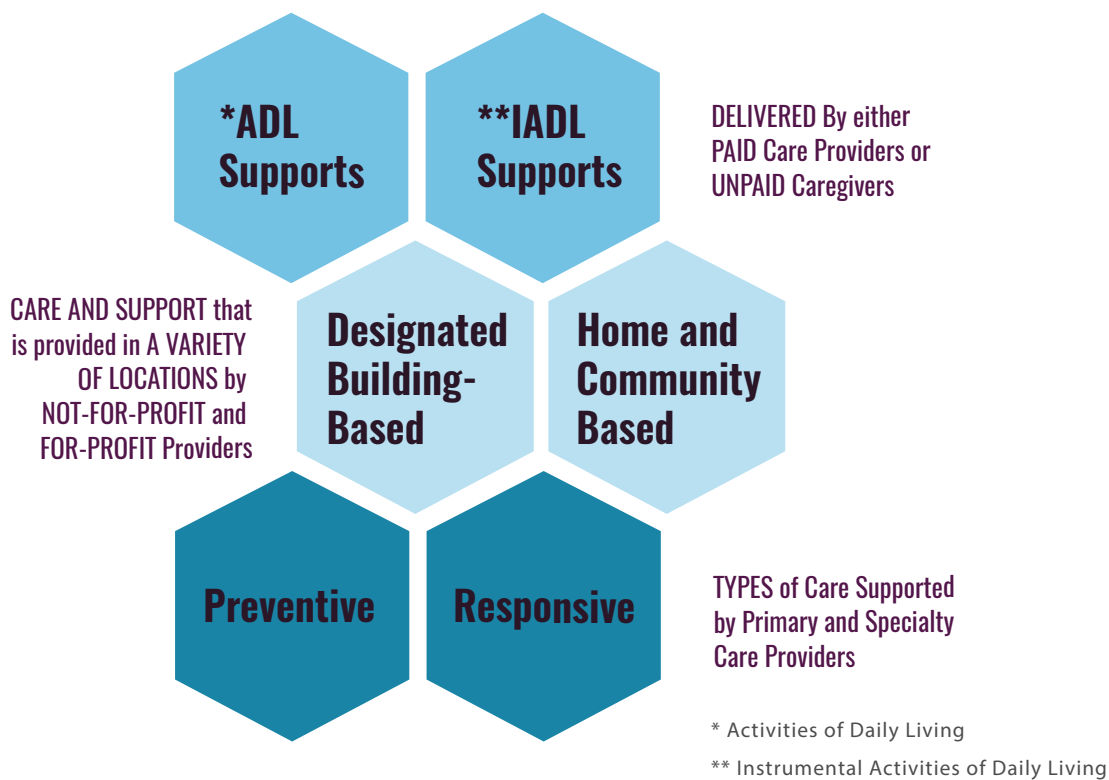 *ADL
Supports
**IADL
Supports
DELIVERED By either
PAID Care Providers or
UNPAID Caregivers
CARE AND SUPPORT that
is provided in A VARIETY
OF LOCATIONS by
NOT-FOR-PROFIT and
FOR-PROFIT Providers
Designated
Building-
Based
Home and
Community
Based
Preventive
Responsive
TYPES of Care Supported
by Primary and Specialty
Care Providers
* Activities of Daily Living
** Instrumental Activities of Daily Living